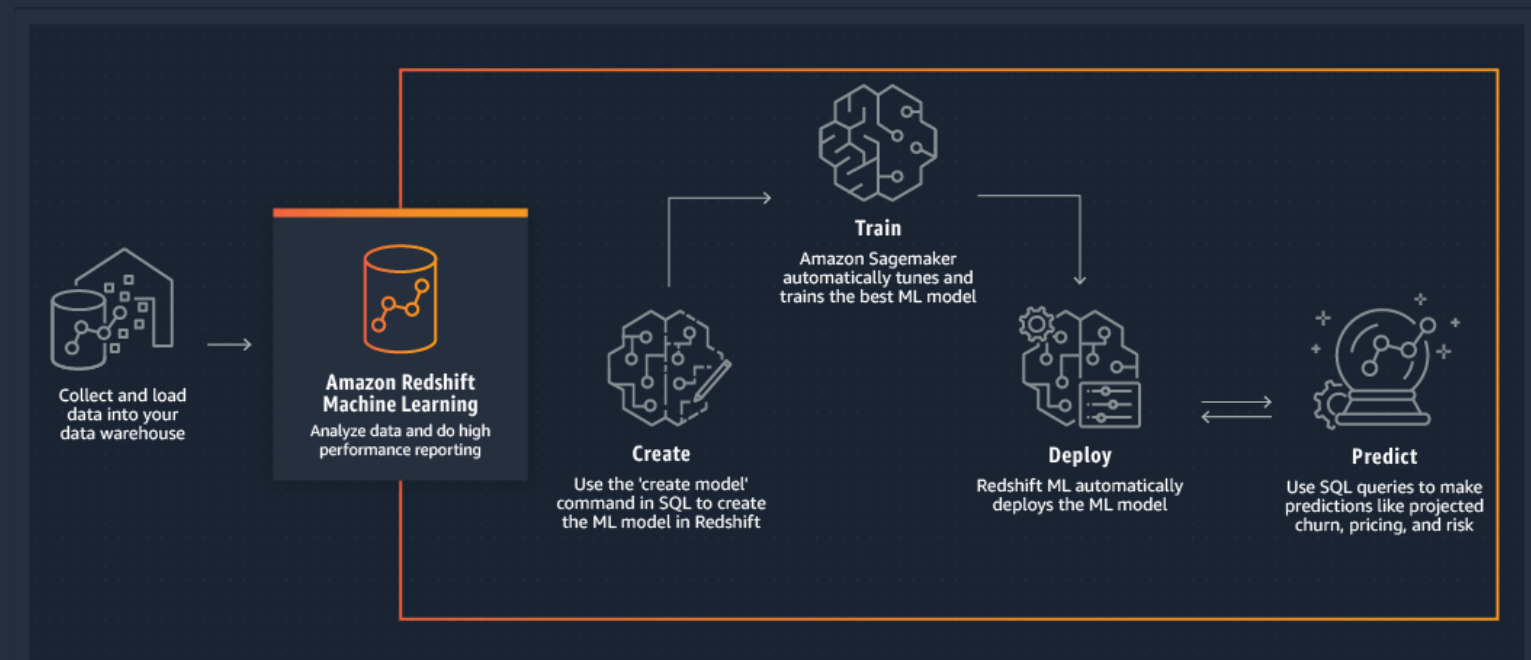 Collect and load
data into your
data warehouse
Amazon Redshift
Machine Learning
Analyze data and do high
performance reporting
Create
Use the 'create model'
command in SQL to create
the ML model in Redshift
Train
Amazon Sagemaker
automatically tunes and
trains the best ML model
Deploy
Redshift ML automatically
deploys the ML model
Predict
Use SQL queries to make
predictions like projected
churn, pricing, and risk